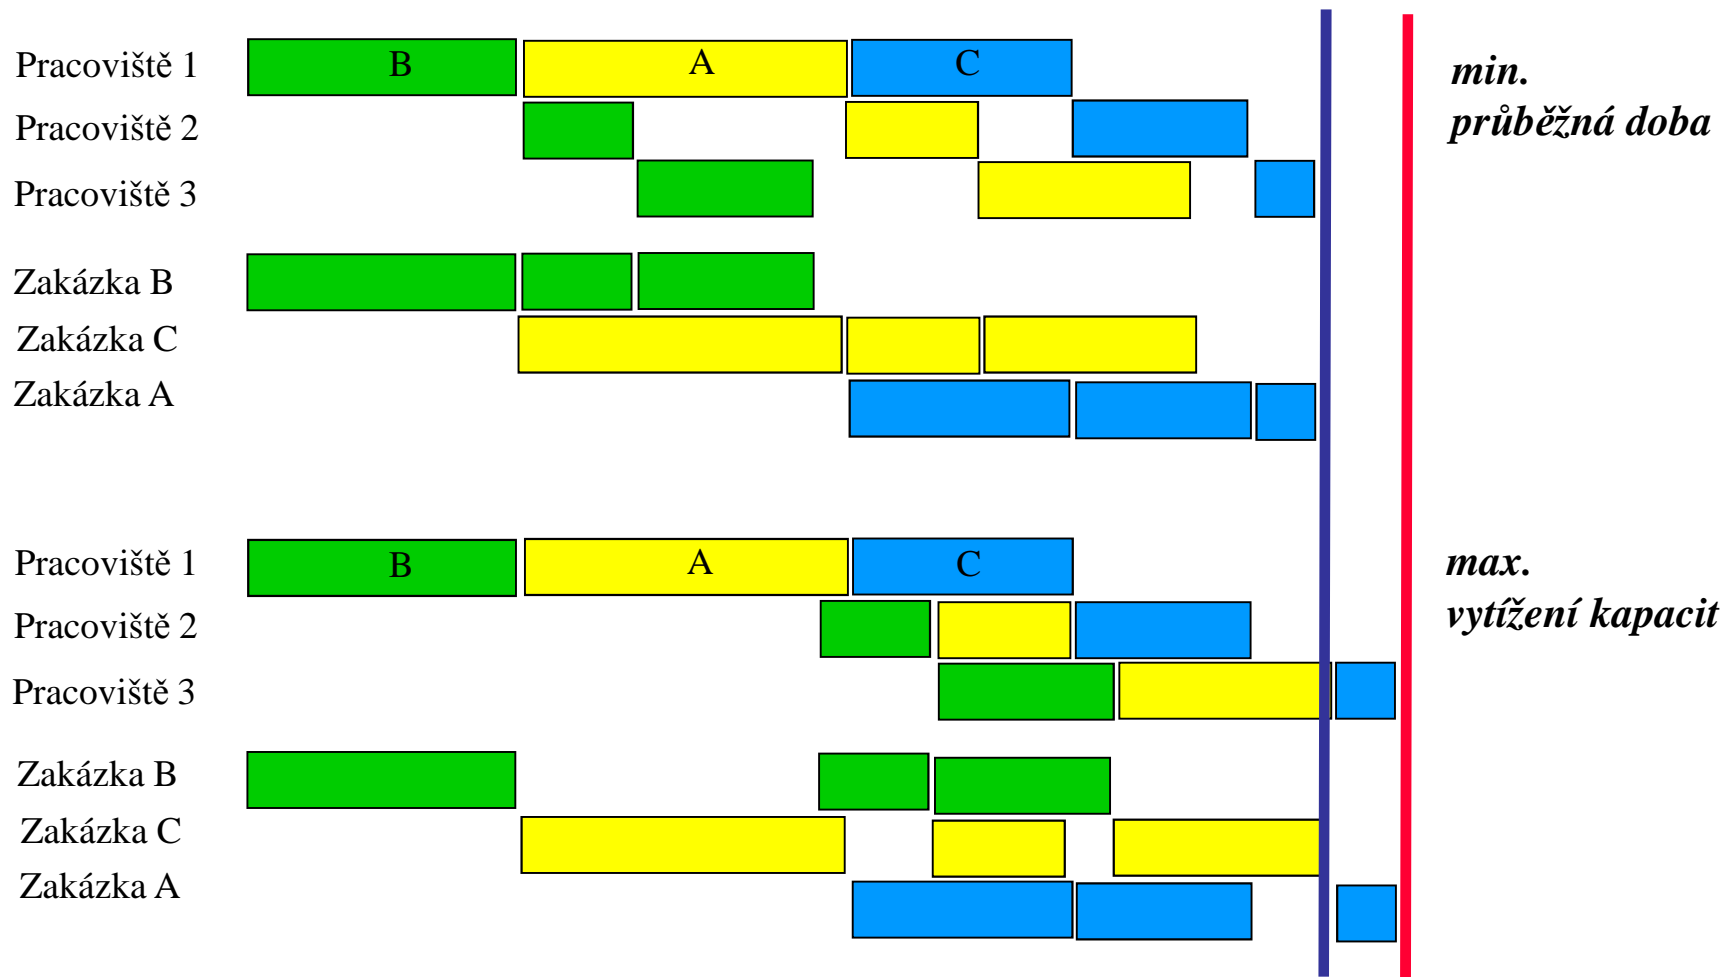 Pracoviště 1 B A C min.
Pracoviště 2 průběžná doba
Pracoviště 3
Zakázka B
Zakázka C
Zakázka A
Pracoviště 1 B A C max.
Pracoviště 2 vytížení kapacit
Pracoviště 3
Zakázka B
Zakázka C
Zakázka A